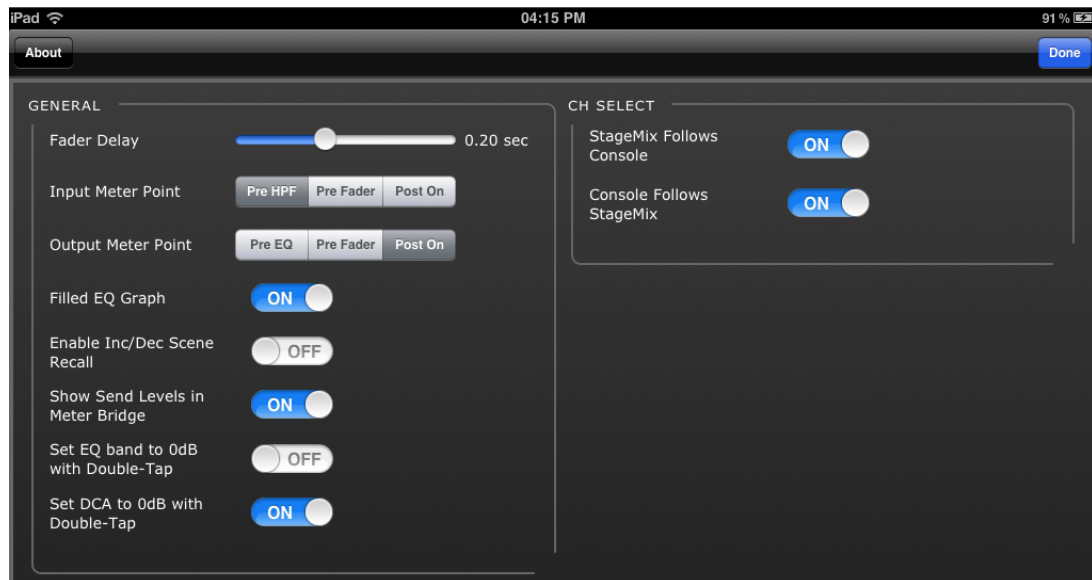 iPad 04:15 PM 91 %
About Done
GENERAL
Fader Delay 0.20 sec
Input Meter Point Pre HPF Pre Fader Post On
Output Meter Point Pre EQ Pre Fader Post On
Filled EQ Graph ON
Enable Inc/Dec Scene
Recall OFF
Show Send Levels in
Meter Bridge ON
Set EQ band to 0dB
with Double-Tap OFF
Set DCA to 0dB with
Double-Tap ON
CH SELECT
StageMix Follows
Console ON
Console Follows
StageMix ON